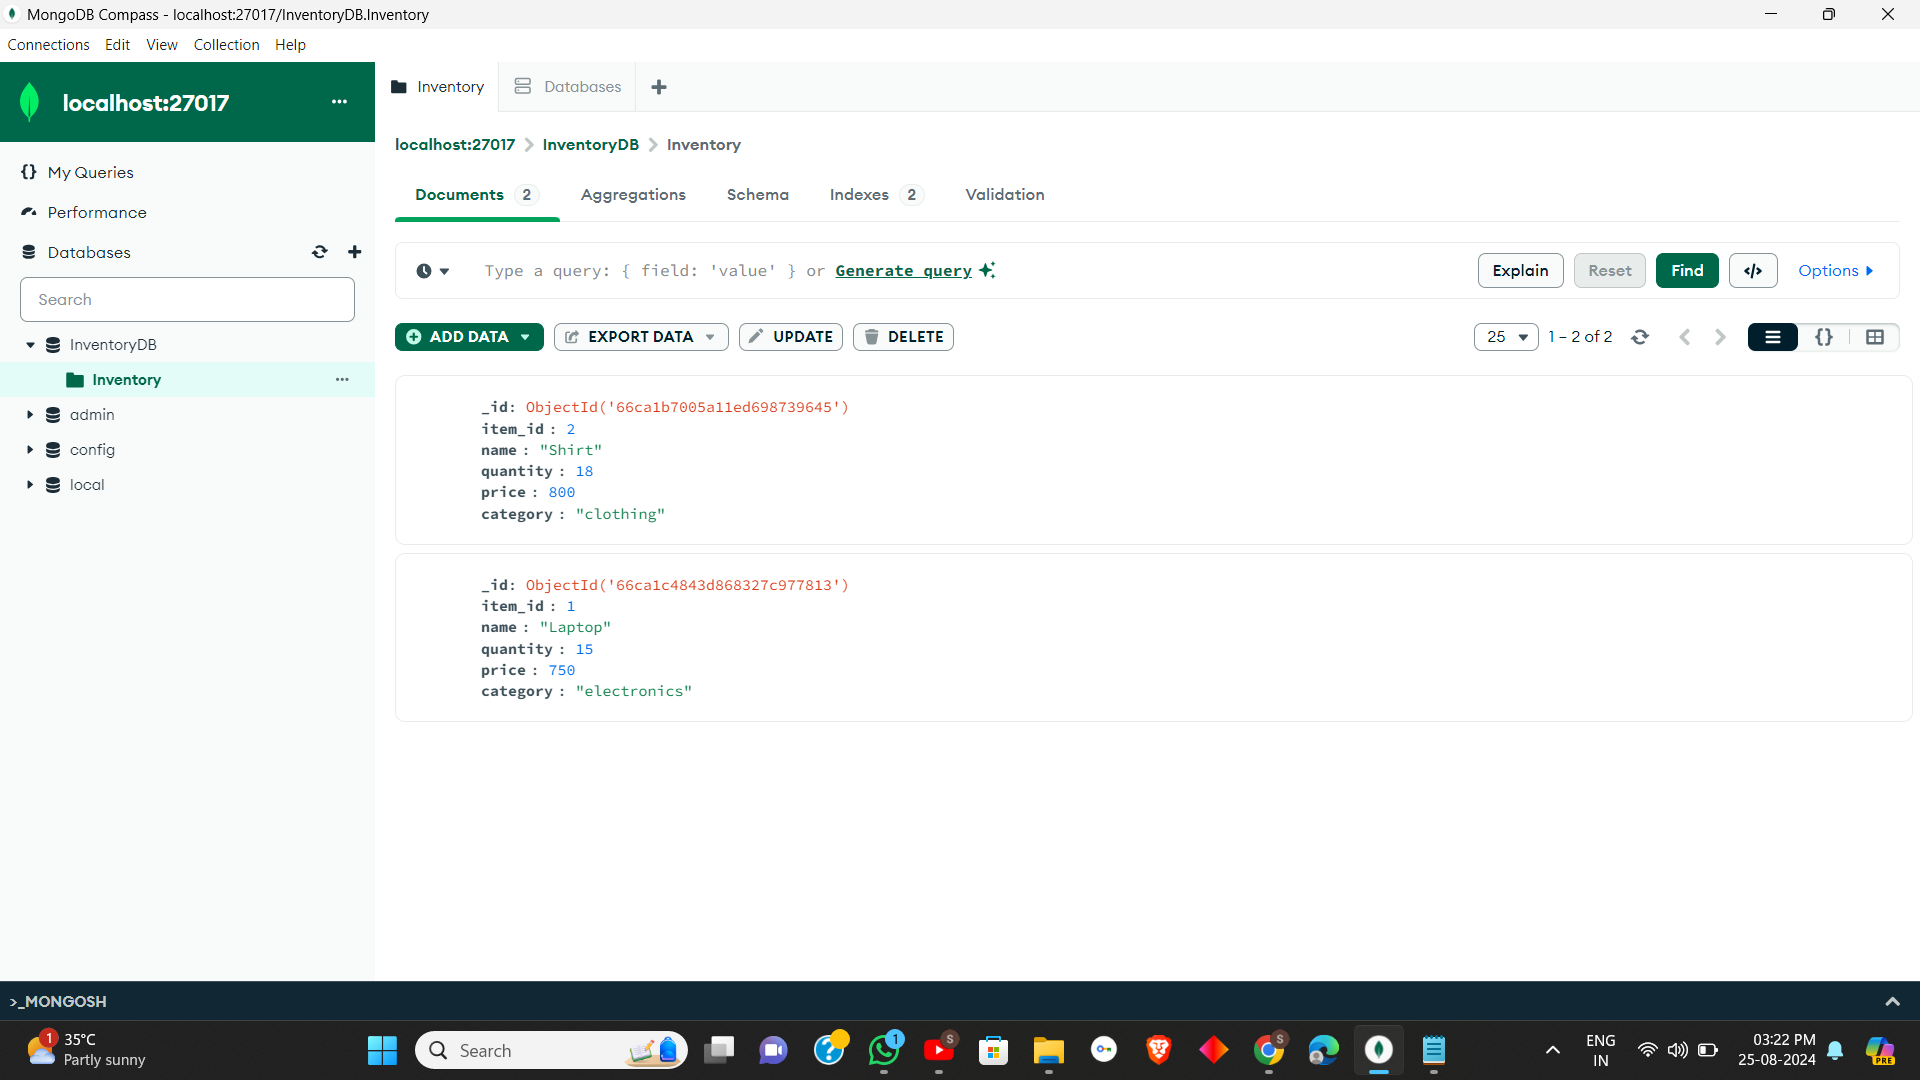 MongoDB Compass - localhost:27017/InventoryDB.Inventory
Connections Edit View Collection Help
localhost:27017
Inventory Databases
localhost:27017 InventoryDB Inventory
My Queries
Performance
Databases
Search
InventoryDB
Inventory
admin
config
local
Documents 2 Aggregations Schema Indexes 2 Validation
Type a query: { field: 'value' } or Generate query
Explain Reset Find </> Options
ADD DATA EXPORT DATA UPDATE DELETE
25 1 – 2 of 2 {}
_id: ObjectId('66ca1b7005a11ed698739645')
item_id : 2
name : "Shirt"
quantity : 18
price : 800
category : "clothing"
_id: ObjectId('66ca1c4843d868327c977813')
item_id : 1
name : "Laptop"
quantity : 15
price : 750
category : "electronics"
>_MONGOSH
1
35°C
Partly sunny
Search
1
S
S
ENG
IN
03:22 PM
25-08-2024
PRE